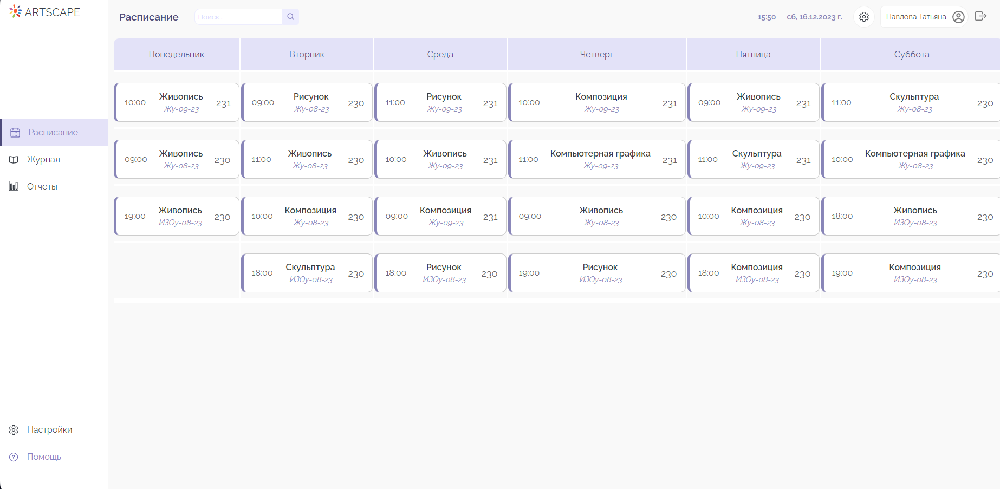 ARTSCAPE
Расписание
Поиск...
15:50 сб, 16.12.2023 г.
Павлова Татьяна
Расписание
Журнал
Отчеты
Настройки
? Помощь
Понедельник Вторник Среда Четверг Пятница Суббота
10:00 Живопись 231
Жу-09-23
09:00 Рисунок 230
Жу-08-23
11:00 Рисунок 231
Жу-09-23
10:00 Композиция 231
Жу-09-23
09:00 Живопись 231
Жу-09-23
11:00 Скульптура 230
Жу-08-23
09:00 Живопись 230
Жу-08-23
11:00 Живопись 230
Жу-08-23
10:00 Живопись 231
Жу-09-23
11:00 Компьютерная графика 231
Жу-09-23
11:00 Скульптура 231
Жу-09-23
10:00 Компьютерная графика 230
Жу-08-23
19:00 Живопись 230
ИЗОу-08-23
10:00 Композиция 230
Жу-08-23
09:00 Композиция 231
Жу-09-23
09:00 Живопись 230
Жу-08-23
10:00 Композиция 230
Жу-08-23
18:00 Живопись 230
ИЗОу-08-23
18:00 Скульптура 230
ИЗОу-08-23
18:00 Рисунок 230
ИЗОу-08-23
19:00 Рисунок 230
ИЗОу-08-23
18:00 Композиция 230
ИЗОу-08-23
19:00 Композиция 230
ИЗОу-08-23